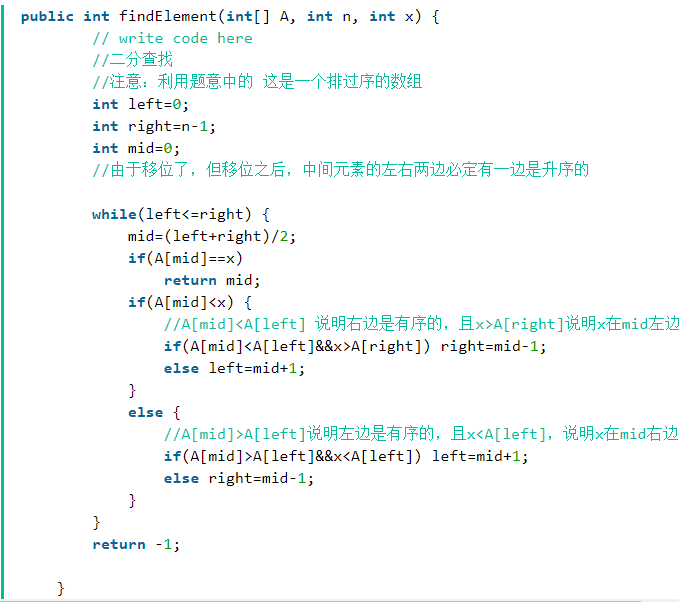 public int findElement(int[] A, int n, int x) {
// write code here
//二分查找
//注意：利用题意中的 这是一个排过序的数组
int left=0;
int right=n-1;
int mid=0;
//由于移位了，但移位之后，中间元素的左右两边必定有一边是升序的
while(left<=right) {
mid=(left+right)/2;
if(A[mid]==x)
return mid;
if(A[mid]<x) {
//A[mid]<A[left] 说明右边是有序的，且x>A[right]说明x在mid左边
if(A[mid]<A[left]&&x>A[right]) right=mid-1;
else left=mid+1;
}
else {
//A[mid]>A[left]说明左边是有序的，且x<A[left]，说明x在mid右边
if(A[mid]>A[left]&&x<A[left]) left=mid+1;
else right=mid-1;
}
}
return -1;
}